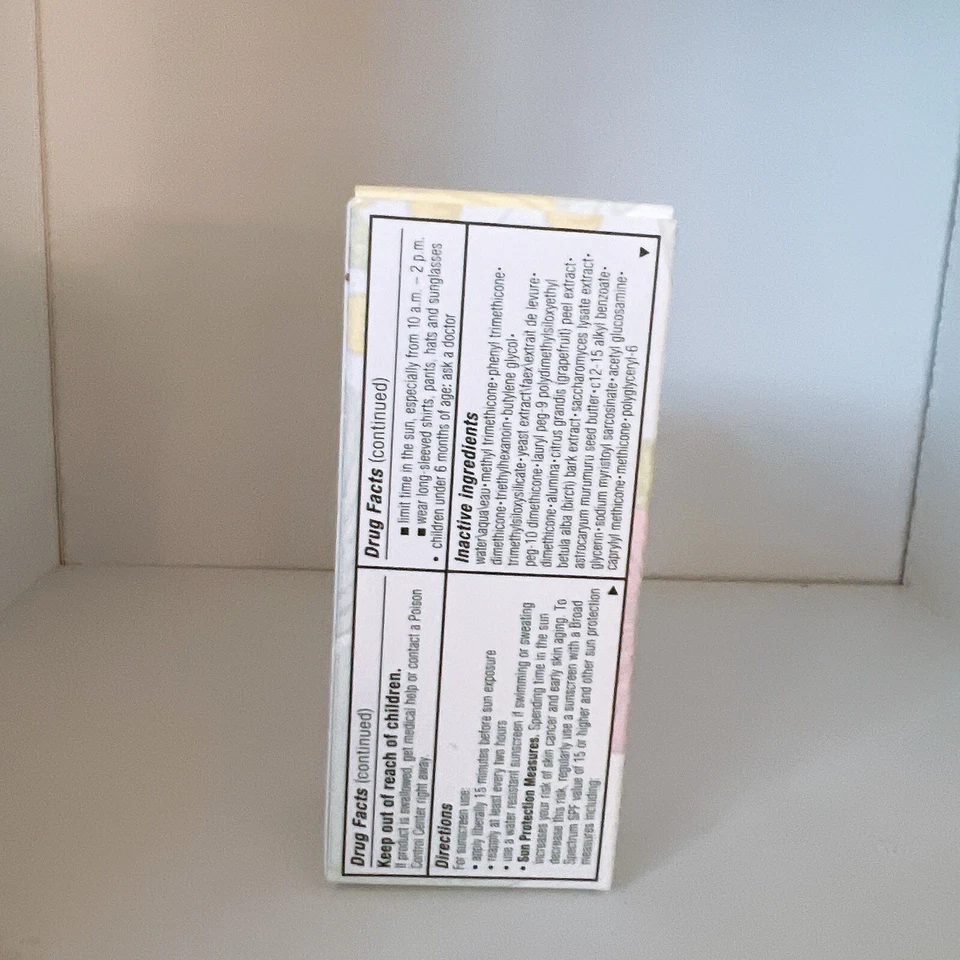 Drug Facts (continued)
Keep out of reach of children.
If product is swallowed, get medical help or contact a Poison
Control Center right away.
Directions
For sunscreen use:
• apply liberally 15 minutes before sun exposure
• reapply at least every two hours
• use a water resistant sunscreen if swimming or sweating
• Sun Protection Measures. Spending time in the sun
increases your risk of skin cancer and early skin aging. To
decrease this risk, regularly use a sunscreen with a Broad
Spectrum SPF value of 15 or higher and other sun protection
measures including:
Drug Facts (continued)
■ limit time in the sun, especially from 10 a.m. – 2 p.m.
■ wear long-sleeved shirts, pants, hats and sunglasses
• children under 6 months of age: ask a doctor
Inactive ingredients
water\aqua\eau•methyl trimethicone•phenyl trimethicone•
dimethicone•triethylhexanoin•butylene glycol•
trimethylsiloxysilicate•yeast extract\faex\extrait de levure•
peg-10 dimethicone•lauryl peg-9 polydimethylsiloxyethyl
dimethicone•alumina•citrus grandis (grapefruit) peel extract•
betula alba (birch) bark extract•saccharomyces lysate extract•
astrocaryum murumuru seed butter•c12-15 alkyl benzoate•
glycerin•sodium myristoyl sarcosinate•acetyl glucosamine•
caprylyl methicone•methicone•polyglyceryl-6